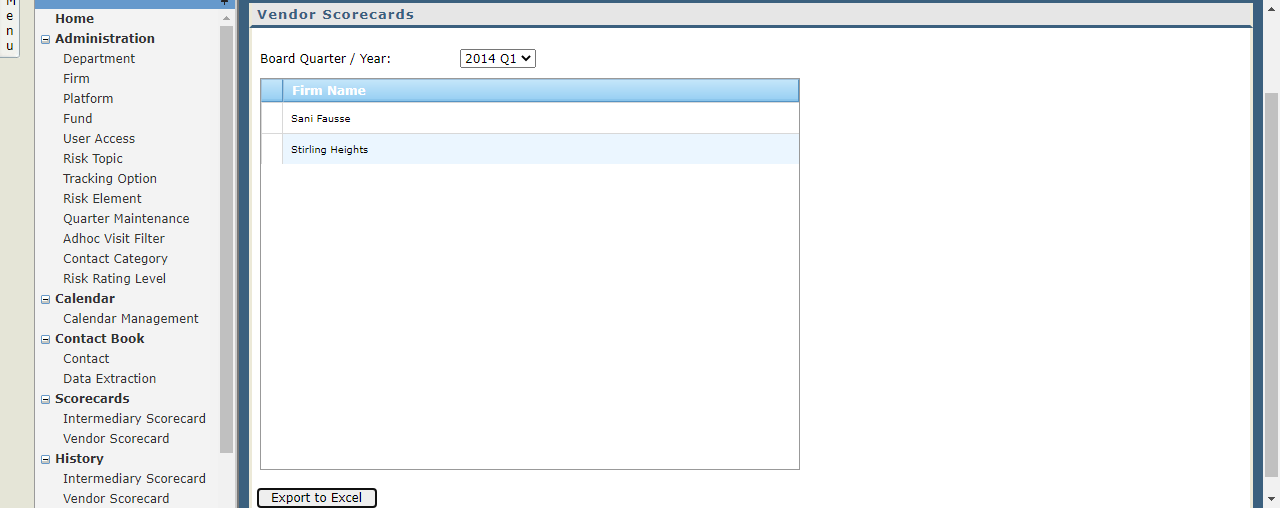 Menu
Home
Administration
Department
Firm
Platform
Fund
User Access
Risk Topic
Tracking Option
Risk Element
Quarter Maintenance
Adhoc Visit Filter
Contact Category
Risk Rating Level
Calendar
Calendar Management
Contact Book
Contact
Data Extraction
Scorecards
Intermediary Scorecard
Vendor Scorecard
History
Intermediary Scorecard
Vendor Scorecard
Vendor Scorecards
Board Quarter / Year: 2014 Q1
Firm Name
Sani Fausse
Stirling Heights
Export to Excel